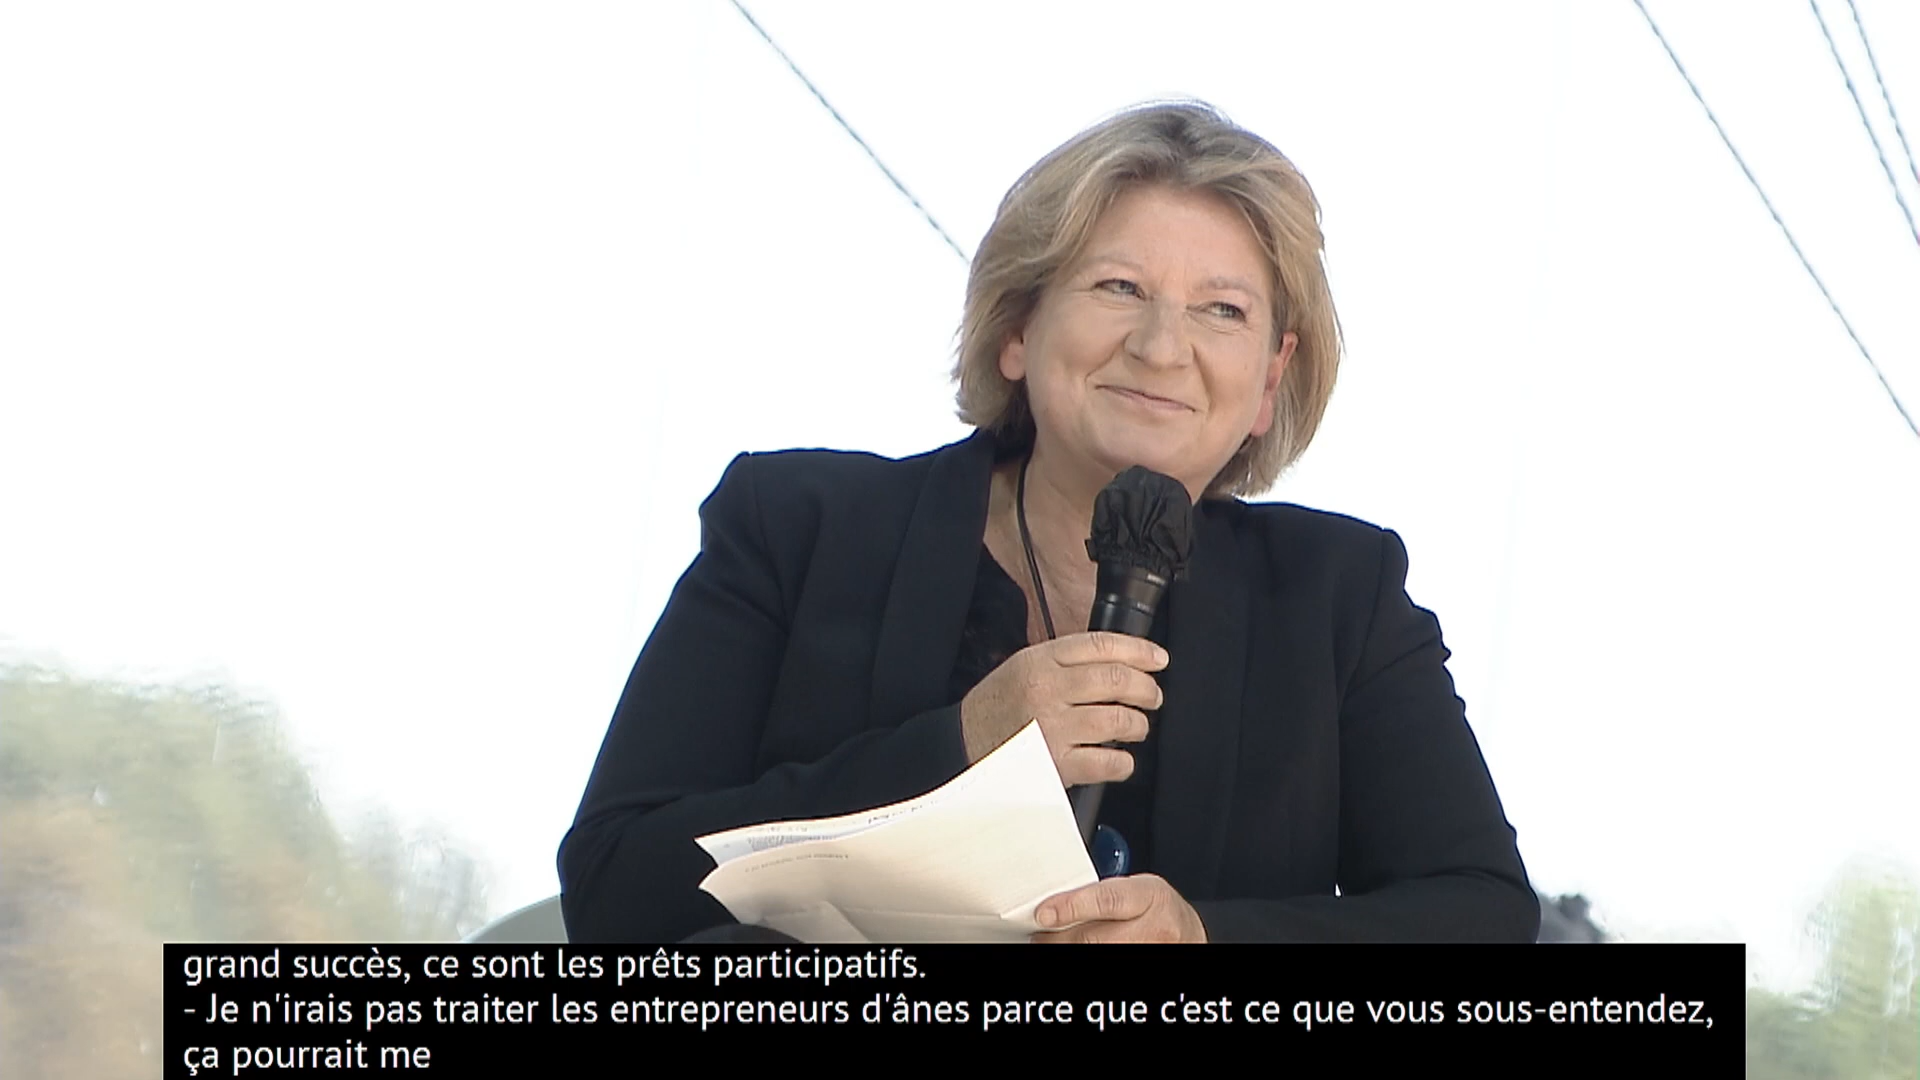 grand succès, ce sont les prêts participatifs.
- Je n'irais pas traiter les entrepreneurs d'ânes parce que c'est ce que vous sous-entendez,
ça pourrait me